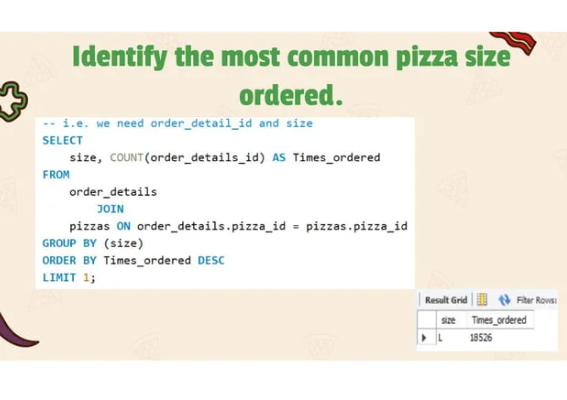 Identify the most common pizza size
ordered.
-- i.e. we need order_detail_id and size
SELECT
size, COUNT(order_details_id) AS Times_ordered
FROM
order_details
JOIN
pizzas ON order_details.pizza_id = pizzas.pizza_id
GROUP BY (size)
ORDER BY Times_ordered DESC
LIMIT 1;
Result Grid Filter Rows:
size Times_ordered
L 18526